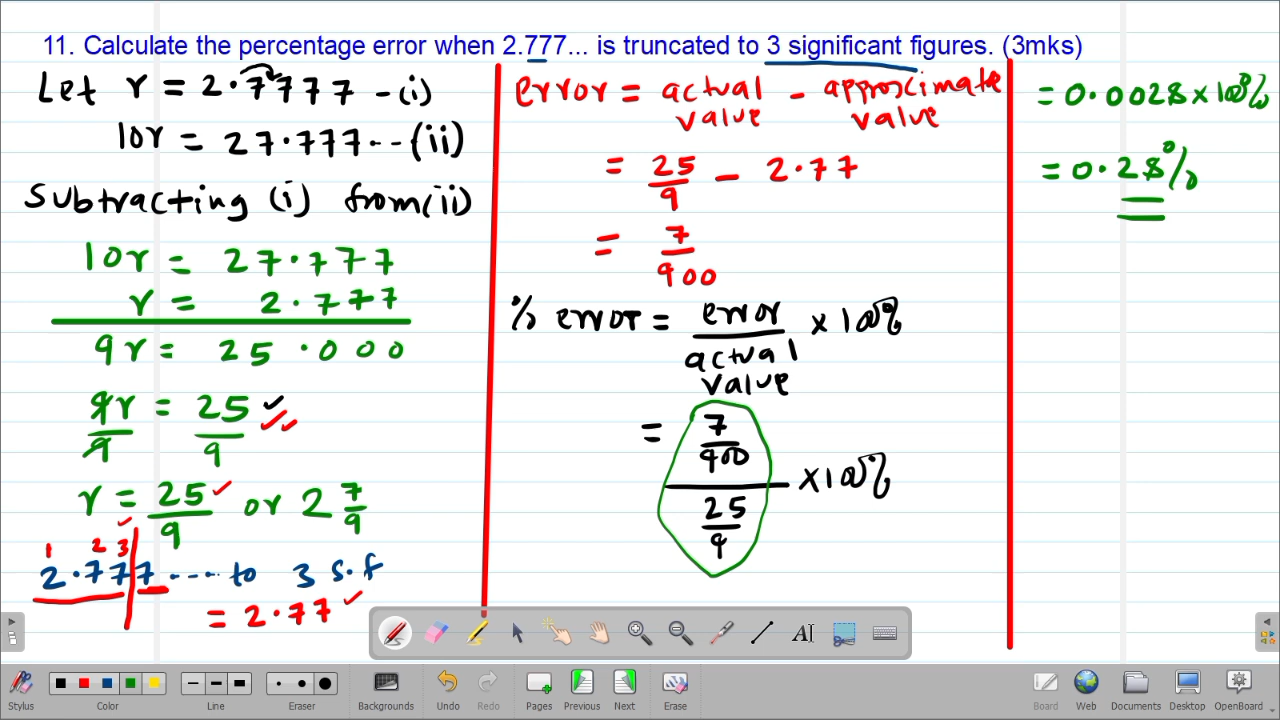 11. Calculate the percentage error when 2.777... is truncated to 3 significant figures. (3mks)
Let r = 2.7777 -(i)
10r = 27.777--(ii)
Subtracting (i) from (ii)
10r = 27.777
r = 2.777
9r = 25.000
9r = 25
9 9
r = 25 or 2 7
9 9
1 2 3
2.777.... to 3 s.f
= 2.77
error = actual - approximate
value value
= 25 - 2.77
9
= 7
900
% error = error x 100%
actual
value
= 7
900
x100%
25
9
= 0.0028 x 100%
= 0.28%
Stylus
Color
Line
Eraser
Backgrounds
Undo
Redo
Pages
Previous
Next
Erase
Board
Web
Documents
Desktop
OpenBoard